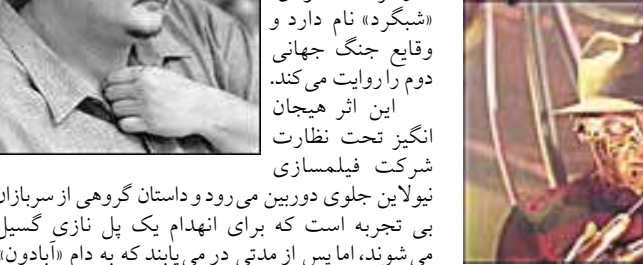 «شبگرد» نام دارد و
وقایع جنگ جهانی
دوم را روایت می‌کند.
این اثر هیجان
انگیز تحت نظارت
شرکت فیلمسازی
نیولاین جلوی دوربین می‌رود و داستان گروهی از سربازان
بی تجربه است که برای انهدام یک پل نازی گسیل
می‌شوند، اما پس از مدتی در می‌یابند که به دام «آبادون»